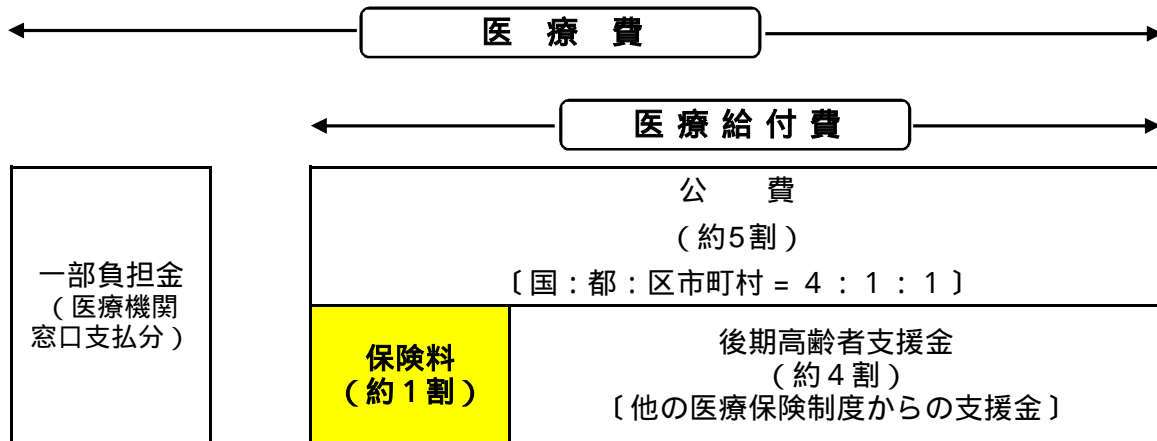 医 療 費
医 療 給 付 費
一部負担金
（医療機関
窓口支払分）
公　費
（約5割）
〔国：都：区市町村 = 4：1：1〕
保険料
（約１割）
後期高齢者支援金
（約４割）
〔他の医療保険制度からの支援金〕